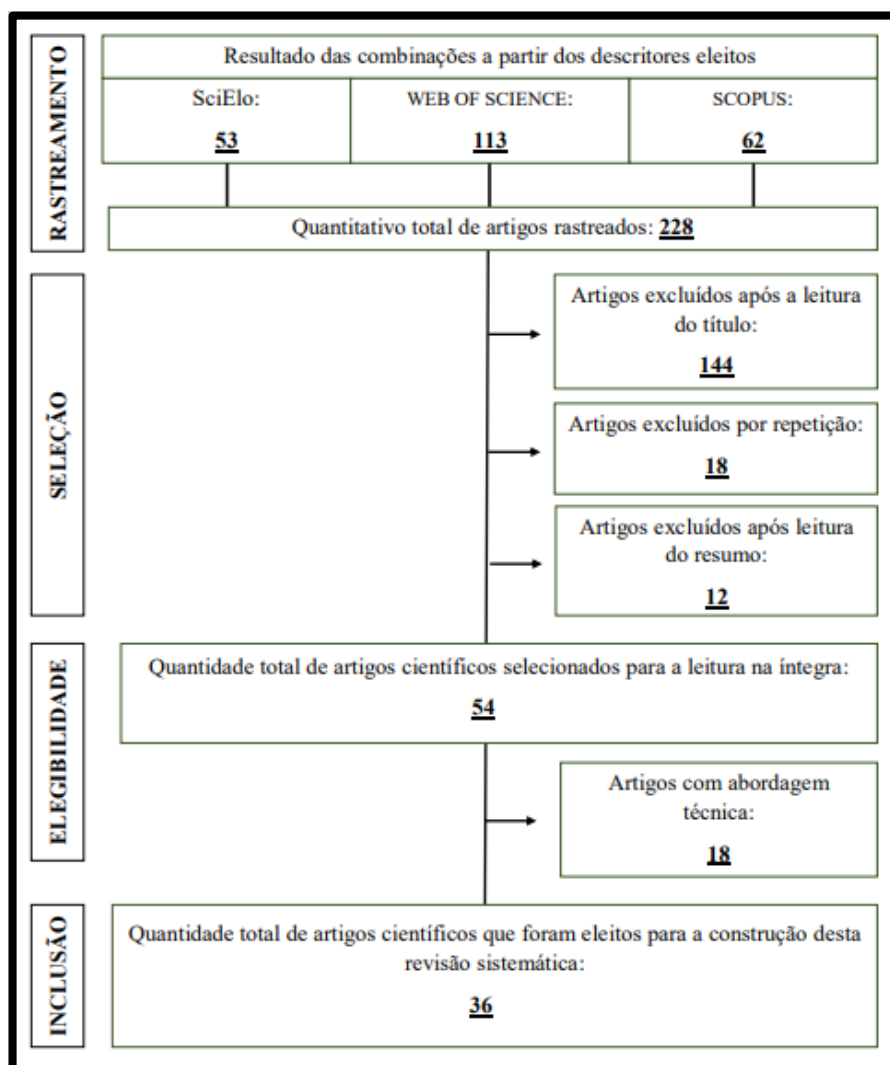 RASTREAMENTO
Resultado das combinações a partir dos descritores eleitos
SciElo:
53
WEB OF SCIENCE:
113
SCOPUS:
62
Quantitativo total de artigos rastreados: 228
SELEÇÃO
Artigos excluídos após a leitura
do título:
144
Artigos excluídos por repetição:
18
Artigos excluídos após leitura
do resumo:
12
ELEGIBILIDADE
Quantidade total de artigos científicos selecionados para a leitura na íntegra:
54
Artigos com abordagem
técnica:
18
INCLUSÃO
Quantidade total de artigos científicos que foram eleitos para a construção desta
revisão sistemática:
36